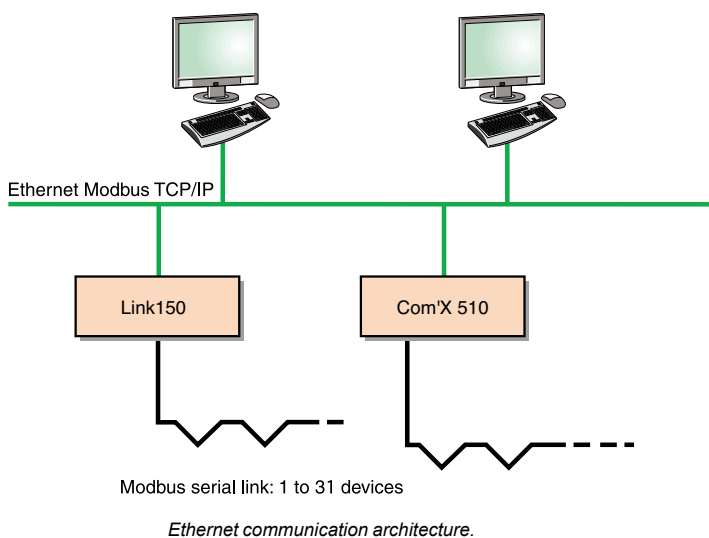 Ethernet Modbus TCP/IP
Link150
Com'X 510
Modbus serial link: 1 to 31 devices
Ethernet communication architecture.